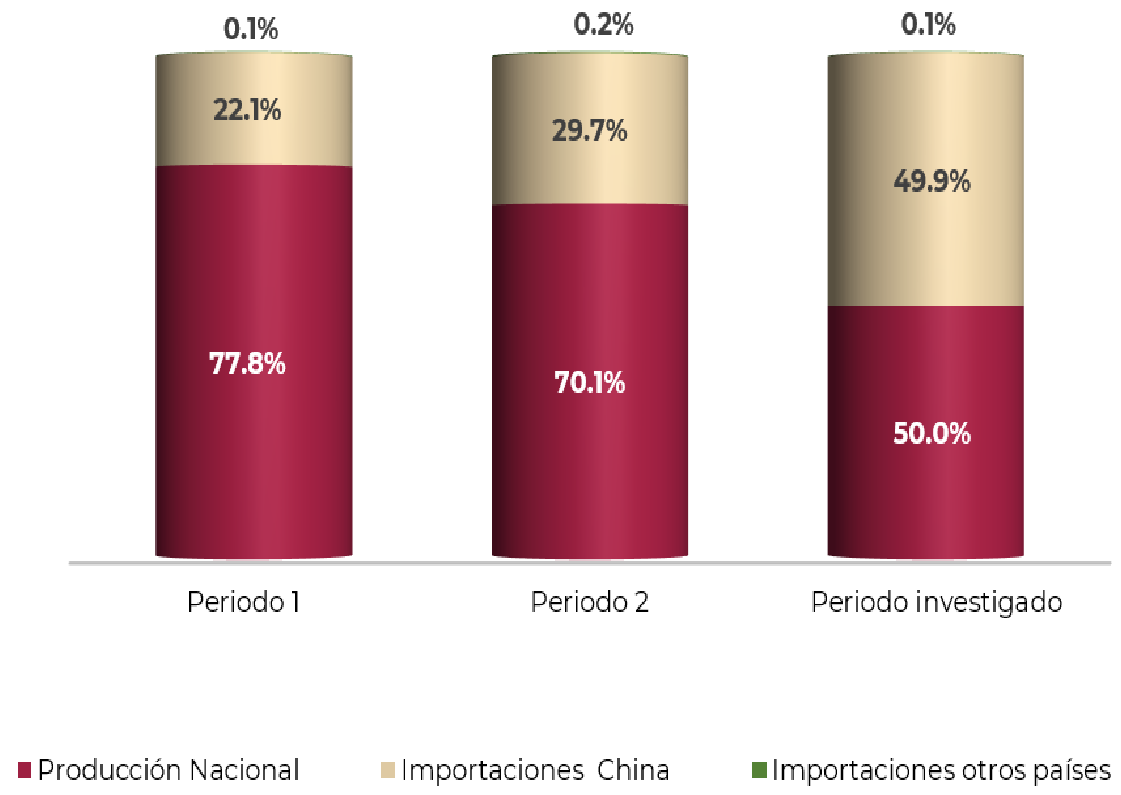 0.1% 0.2% 0.1%
22.1% 29.7% 49.9%
77.8% 70.1% 50.0%
Periodo 1 Periodo 2 Periodo investigado
Producción Nacional Importaciones China Importaciones otros países